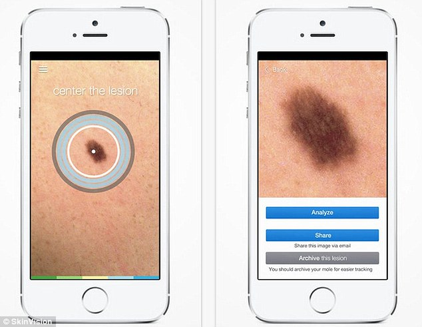 center the lesion
Back
Analyze
Share
Share this image via email
Archive this lesion
You should archive your mole for easier tracking
© SkinVision